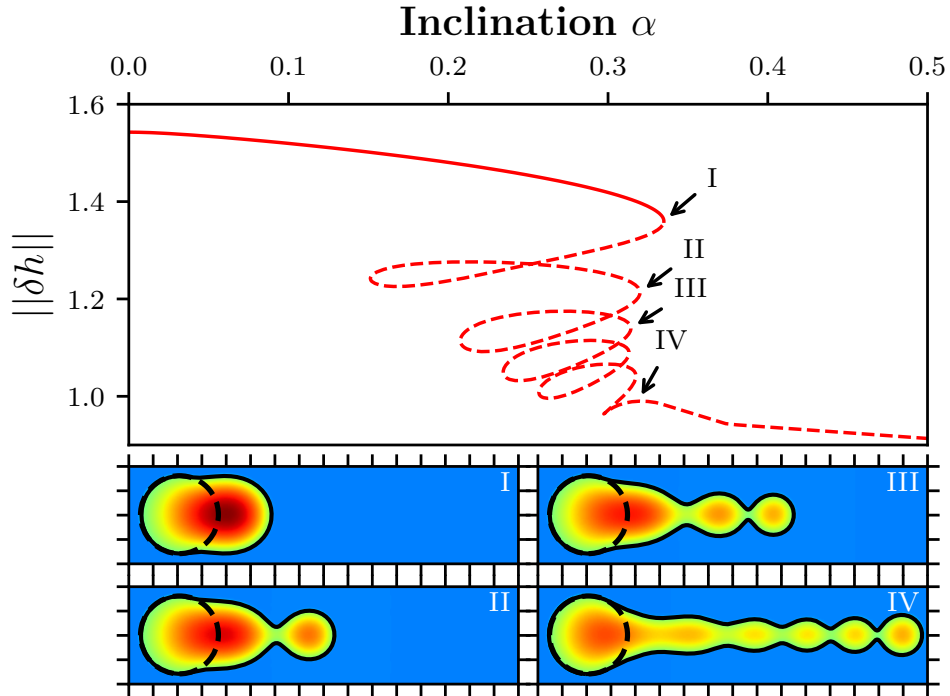 Inclination α
0.0 0.1 0.2 0.3 0.4 0.5
1.6
1.4
1.2
1.0
||δh||
I
II
III
IV
I
III
II
IV